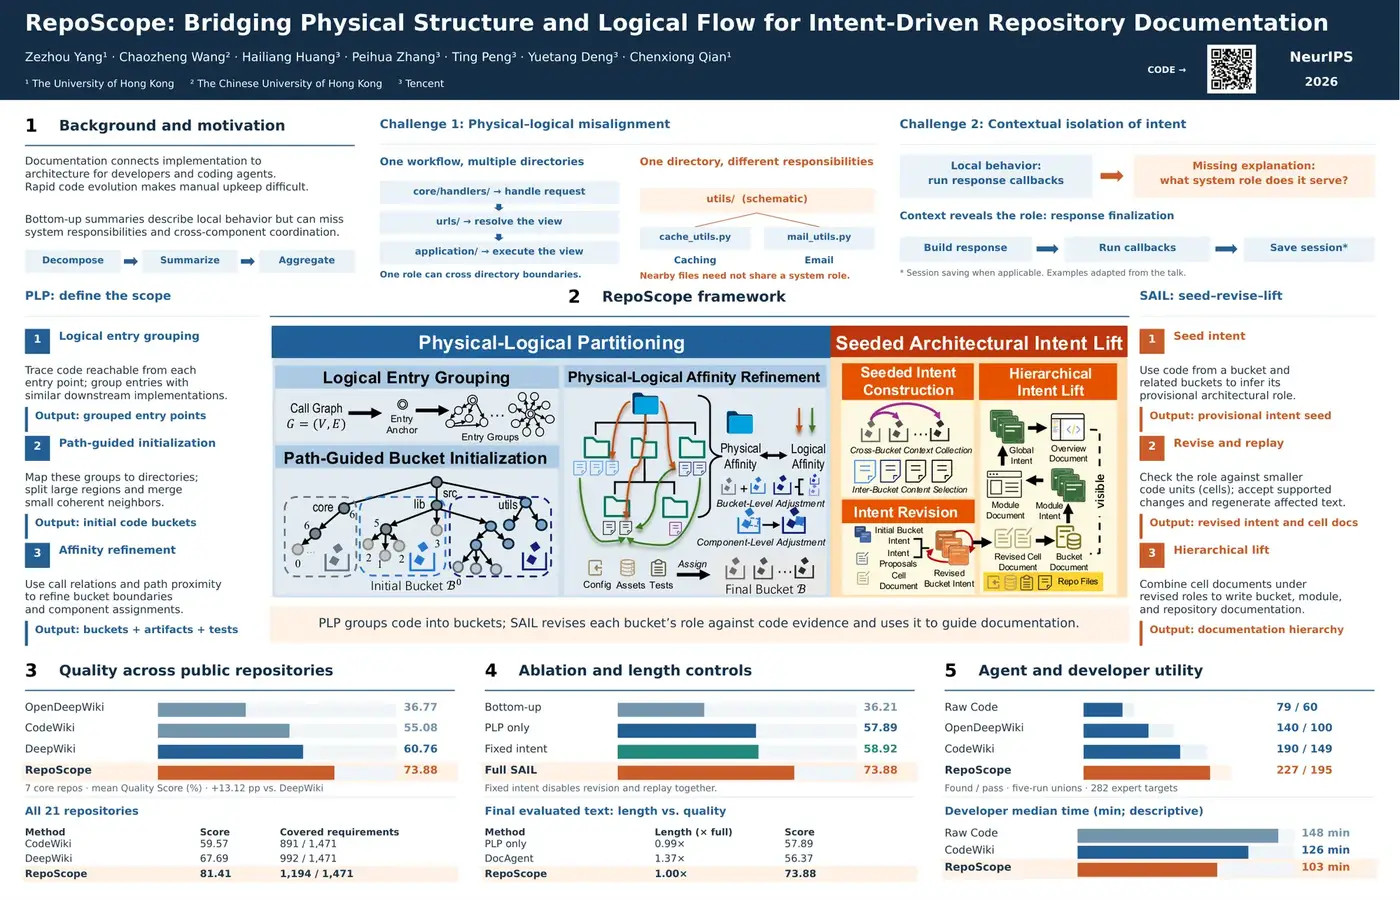 RepoScope: Bridging Physical Structure and Logical Flow for Intent-Driven Repository Documentation
Zezhou Yang¹ · Chaozheng Wang² · Hailiang Huang³ · Peihua Zhang³ · Ting Peng³ · Yuetang Deng³ · Chenxiong Qian¹
¹ The University of Hong Kong ² The Chinese University of Hong Kong ³ Tencent
CODE →
NeurIPS
2026
1 Background and motivation
Documentation connects implementation to
architecture for developers and coding agents.
Rapid code evolution makes manual upkeep difficult.
Bottom-up summaries describe local behavior but can miss
system responsibilities and cross-component coordination.
Decompose
Summarize
Aggregate
Challenge 1: Physical–logical misalignment
One workflow, multiple directories
core/handlers/ → handle request
urls/ → resolve the view
application/ → execute the view
One role can cross directory boundaries.
One directory, different responsibilities
utils/ (schematic)
cache_utils.py
mail_utils.py
Caching
Email
Nearby files need not share a system role.
Challenge 2: Contextual isolation of intent
Local behavior:
run response callbacks
Missing explanation:
what system role does it serve?
Context reveals the role: response finalization
Build response
Run callbacks
Save session*
* Session saving when applicable. Examples adapted from the talk.
PLP: define the scope
1 Logical entry grouping
Trace code reachable from each
entry point; group entries with
similar downstream implementations.
Output: grouped entry points
2 Path-guided initialization
Map these groups to directories;
split large regions and merge
small coherent neighbors.
Output: initial code buckets
3 Affinity refinement
Use call relations and path proximity
to refine bucket boundaries
and component assignments.
Output: buckets + artifacts + tests
2 RepoScope framework
Physical-Logical Partitioning
Logical Entry Grouping
Call Graph
G = (V, E)
Entry
Anchor
...
Entry Groups
Path-Guided Bucket Initialization
src
core
lib
utils
6
6
5
3
...
0
2
1
2
0
Initial Bucket B
Physical-Logical Affinity Refinement
Physical
Affinity
Logical
Affinity
Bucket-Level Adjustment
Component-Level Adjustment
Config
Assets
Tests
Assign
Final Bucket B
Seeded Architectural Intent Lift
Seeded Intent
Construction
Cross-Bucket Context Collection
Inter-Bucket Content Selection
Intent Revision
Initial Bucket
Intent
Intent
Proposals
Cell
Document
Revised
Bucket Intent
Hierarchical
Intent Lift
Global
Intent
Overview
Document
Module
Document
Module
Intent
visible
Revised Cell
Document
Bucket
Document
Repo Files
PLP groups code into buckets; SAIL revises each bucket’s role against code evidence and uses it to guide documentation.
SAIL: seed–revise–lift
1 Seed intent
Use code from a bucket and
related buckets to infer its
provisional architectural role.
Output: provisional intent seed
2 Revise and replay
Check the role against smaller
code units (cells); accept supported
changes and regenerate affected text.
Output: revised intent and cell docs
3 Hierarchical lift
Combine cell documents under
revised roles to write bucket, module,
and repository documentation.
Output: documentation hierarchy
3 Quality across public repositories
OpenDeepWiki 36.77
CodeWiki 55.08
DeepWiki 60.76
RepoScope 73.88
7 core repos · mean Quality Score (%) · +13.12 pp vs. DeepWiki
All 21 repositories
Method Score Covered requirements
CodeWiki 59.57 891 / 1,471
DeepWiki 67.69 992 / 1,471
RepoScope 81.41 1,194 / 1,471
4 Ablation and length controls
Bottom-up 36.21
PLP only 57.89
Fixed intent 58.92
Full SAIL 73.88
Fixed intent disables revision and replay together.
Final evaluated text: length vs. quality
Method Length (× full) Score
PLP only 0.99× 57.89
DocAgent 1.37× 56.37
RepoScope 1.00× 73.88
5 Agent and developer utility
Raw Code 79 / 60
OpenDeepWiki 140 / 100
CodeWiki 190 / 149
RepoScope 227 / 195
Found / pass · five-run unions · 282 expert targets
Developer median time (min; descriptive)
Raw Code 148 min
CodeWiki 126 min
RepoScope 103 min